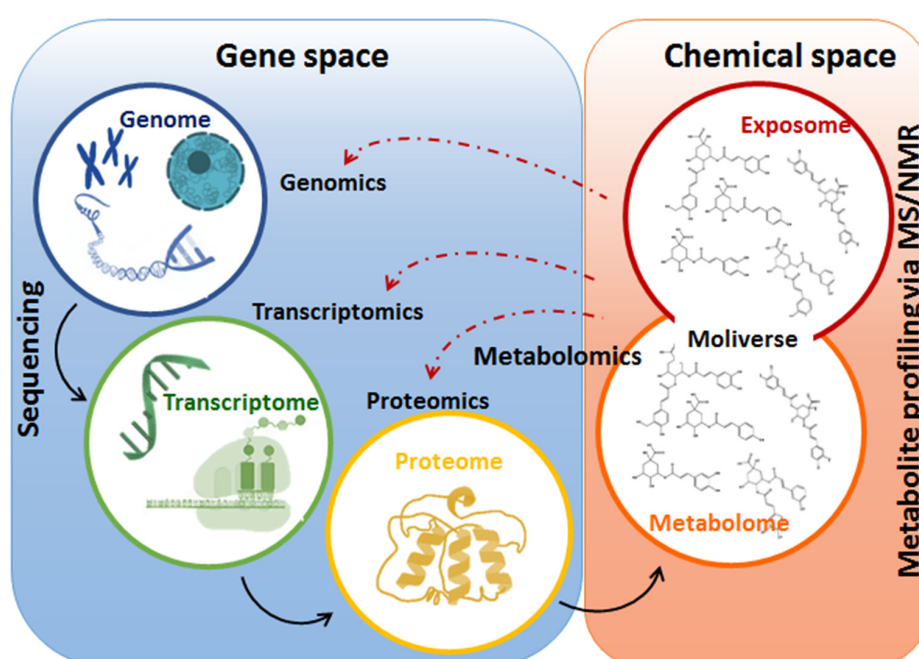 Gene space
Chemical space
Genome
Exposome
Genomics
Sequencing
Transcriptomics
Metabolomics
Moliverse
Transcriptome
Proteomics
Proteome
Metabolome
Metabolite profiling via MS/NMR